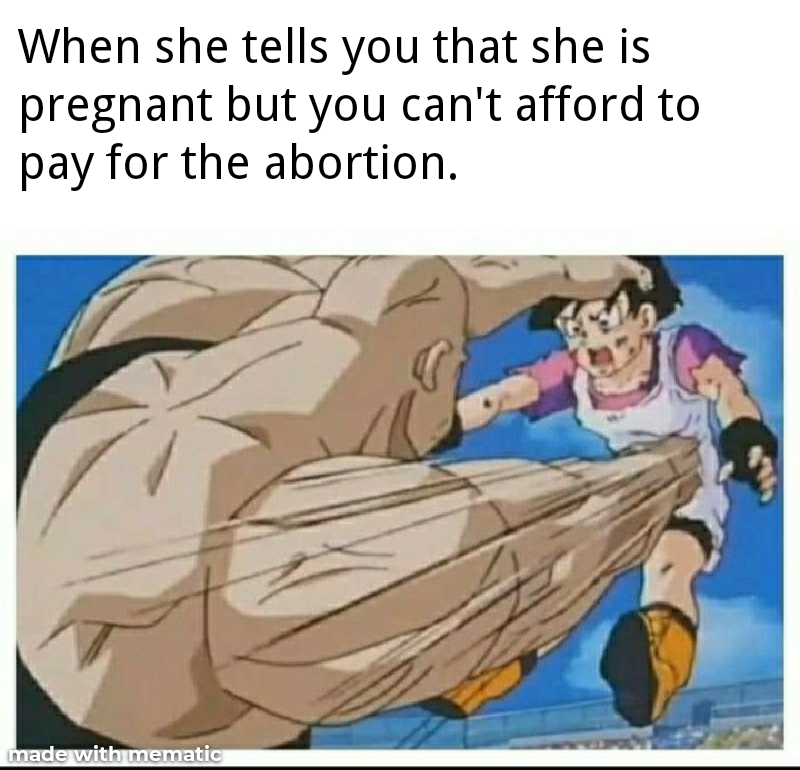 When she tells you that she is
pregnant but you can't afford to
pay for the abortion.
made with mematic